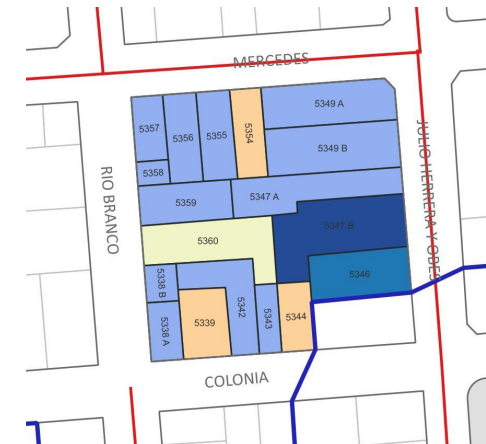 MERCEDES
5349 A
5357
5356
5355
5354
5349 B
5358
JULIO HERRERA Y OBES
RIO BRANCO
5359
5347 A
5347 B
5360
5346
5338 B
5342
5343
5344
5338 A
5339
COLONIA